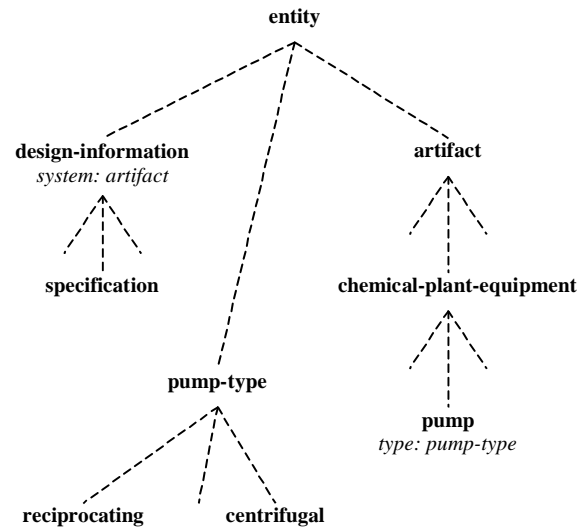 entity
design-information
system: artifact
artifact
specification
chemical-plant-equipment
pump-type
pump
type: pump-type
reciprocating
centrifugal